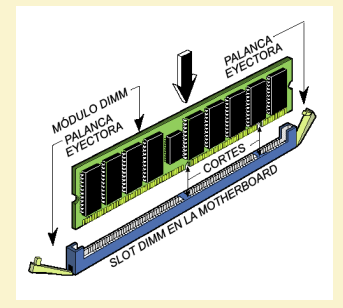 PALANCA
EYECTORA
MÓDULO DIMM
PALANCA
EYECTORA
CORTES
SLOT DIMM EN LA MOTHERBOARD